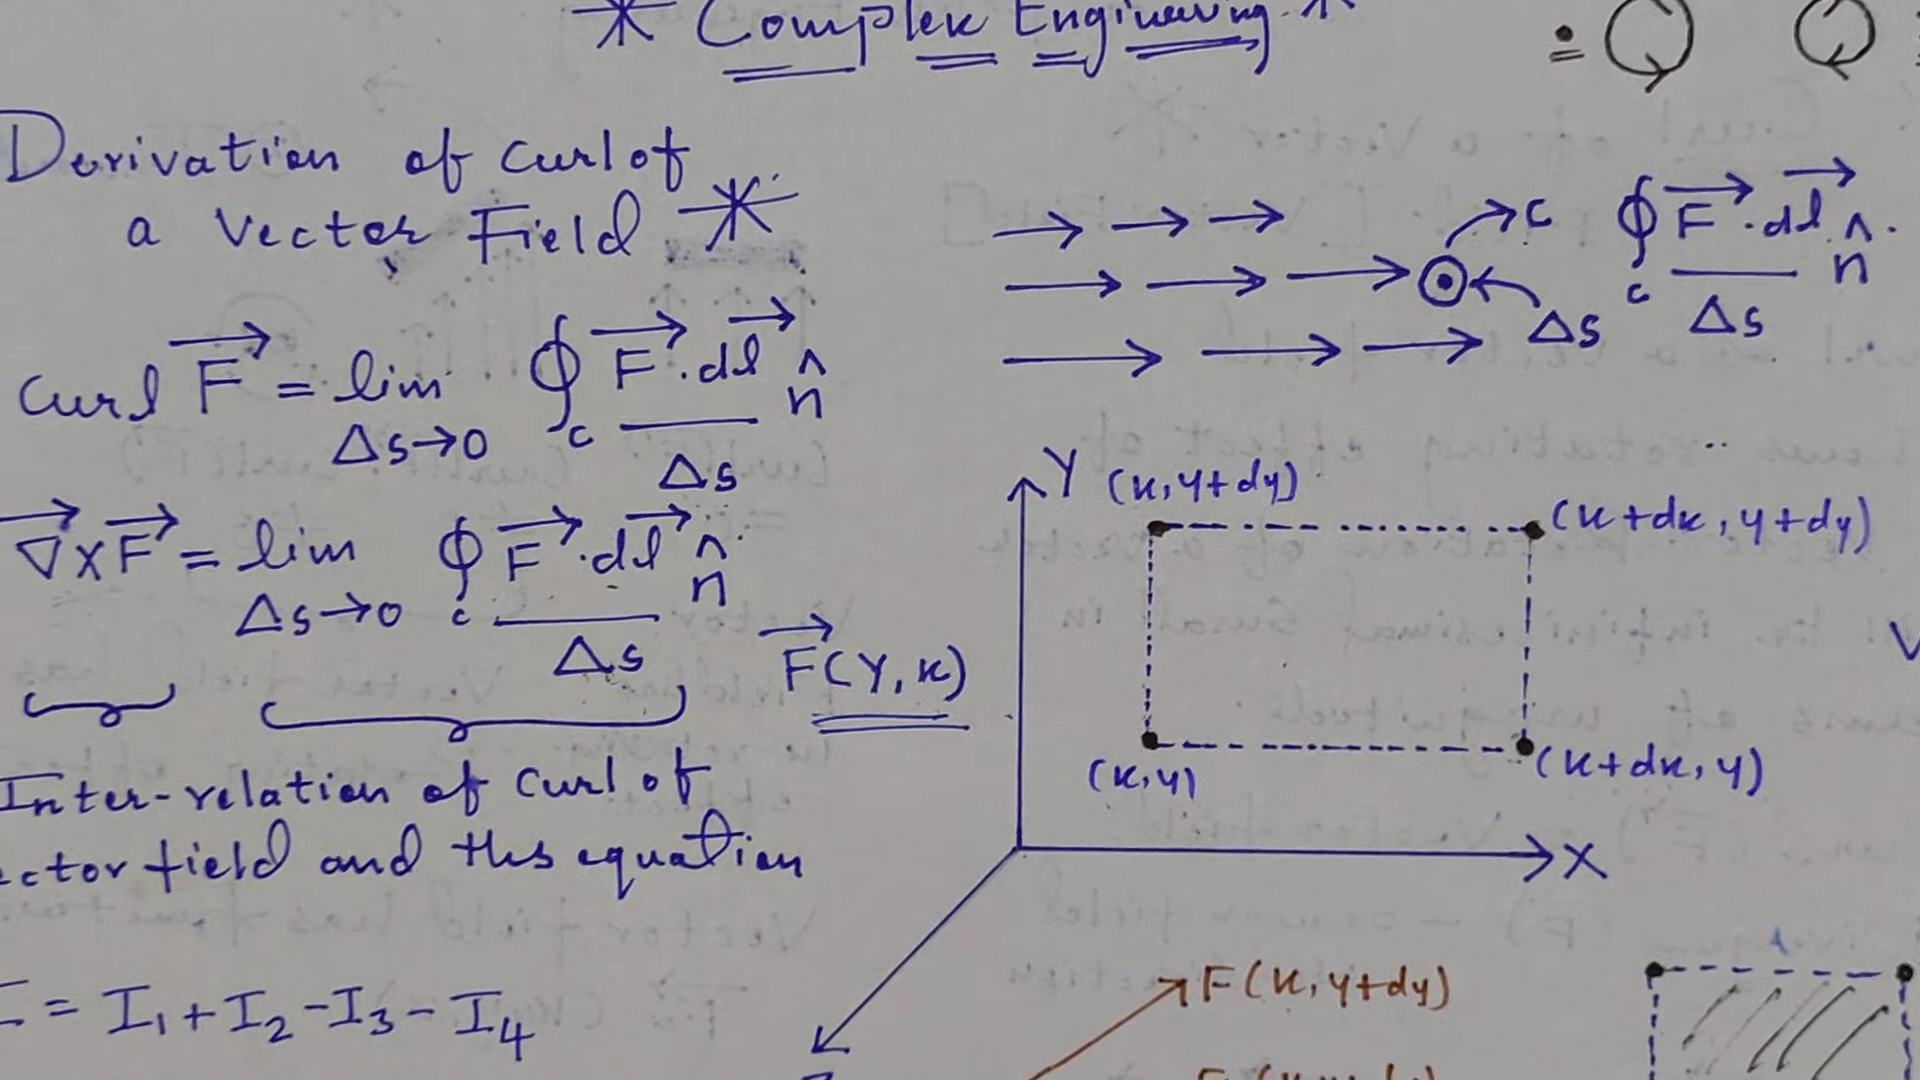 * Complex Engineering *
Derivation of curl of
a Vector Field *
Curl F⃗ = lim Δs→0 ∮c F⃗ . dl⃗ / Δs n̂
∇⃗ x F⃗ = lim Δs→0 ∮c F⃗ . dl⃗ / Δs n̂
F⃗(Y, x)
Inter-relation of curl of
ector field and this equation
I = I₁ + I₂ - I₃ - I₄
c
Δs
∮c F⃗ . dl⃗ / Δs n̂
Y
(x, y+dy)
(x+dx, y+dy)
(x, y)
(x+dx, y)
X
F(x, y+dy)